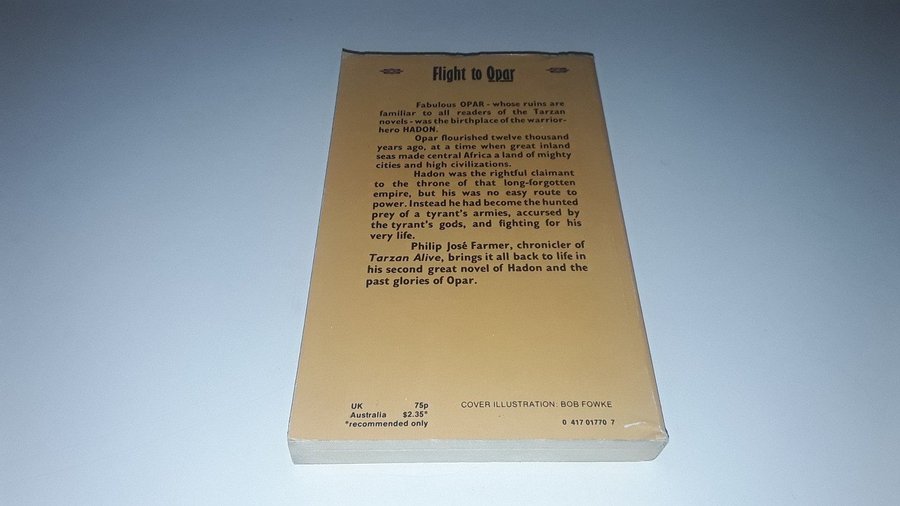 Flight to Opar
Fabulous OPAR - whose ruins are
familiar to all readers of the Tarzan
novels - was the birthplace of the warrior-
hero HADON.
Opar flourished twelve thousand
years ago, at a time when great inland
seas made central Africa a land of mighty
cities and high civilizations.
Hadon was the rightful claimant
to the throne of that long-forgotten
empire, but his was no easy route to
power. Instead he had become the hunted
prey of a tyrant's armies, accursed by
the tyrant's gods, and fighting for his
very life.
Philip José Farmer, chronicler of
Tarzan Alive, brings it all back to life in
his second great novel of Hadon and the
past glories of Opar.
UK 75p
Australia $2.35*
*recommended only
COVER ILLUSTRATION: BOB FOWKE
0 417 01770 7